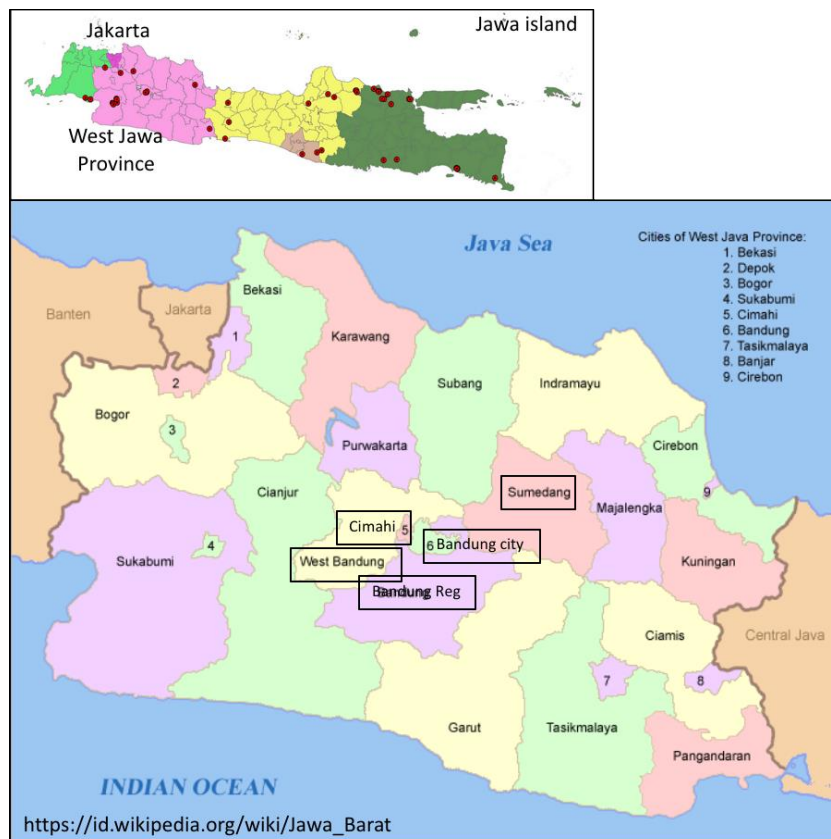 Jakarta
Jawa island
West Jawa
Province
Java Sea
Cities of West Java Province:
1. Bekasi
2. Depok
3. Bogor
4. Sukabumi
5. Cimahi
6. Bandung
7. Tasikmalaya
8. Banjar
9. Cirebon
Bekasi
Banten
Jakarta
1
Karawang
2
Subang
Indramayu
Bogor
3
Purwakarta
Cirebon
Cianjur
Sumedang
Majalengka
9
Cimahi
5
6
Bandung city
Sukabumi
4
West Bandung
Kuningan
Bandung Reg
Ciamis
Central Java
7
8
Garut
Tasikmalaya
Pangandaran
INDIAN OCEAN
https://id.wikipedia.org/wiki/Jawa_Barat